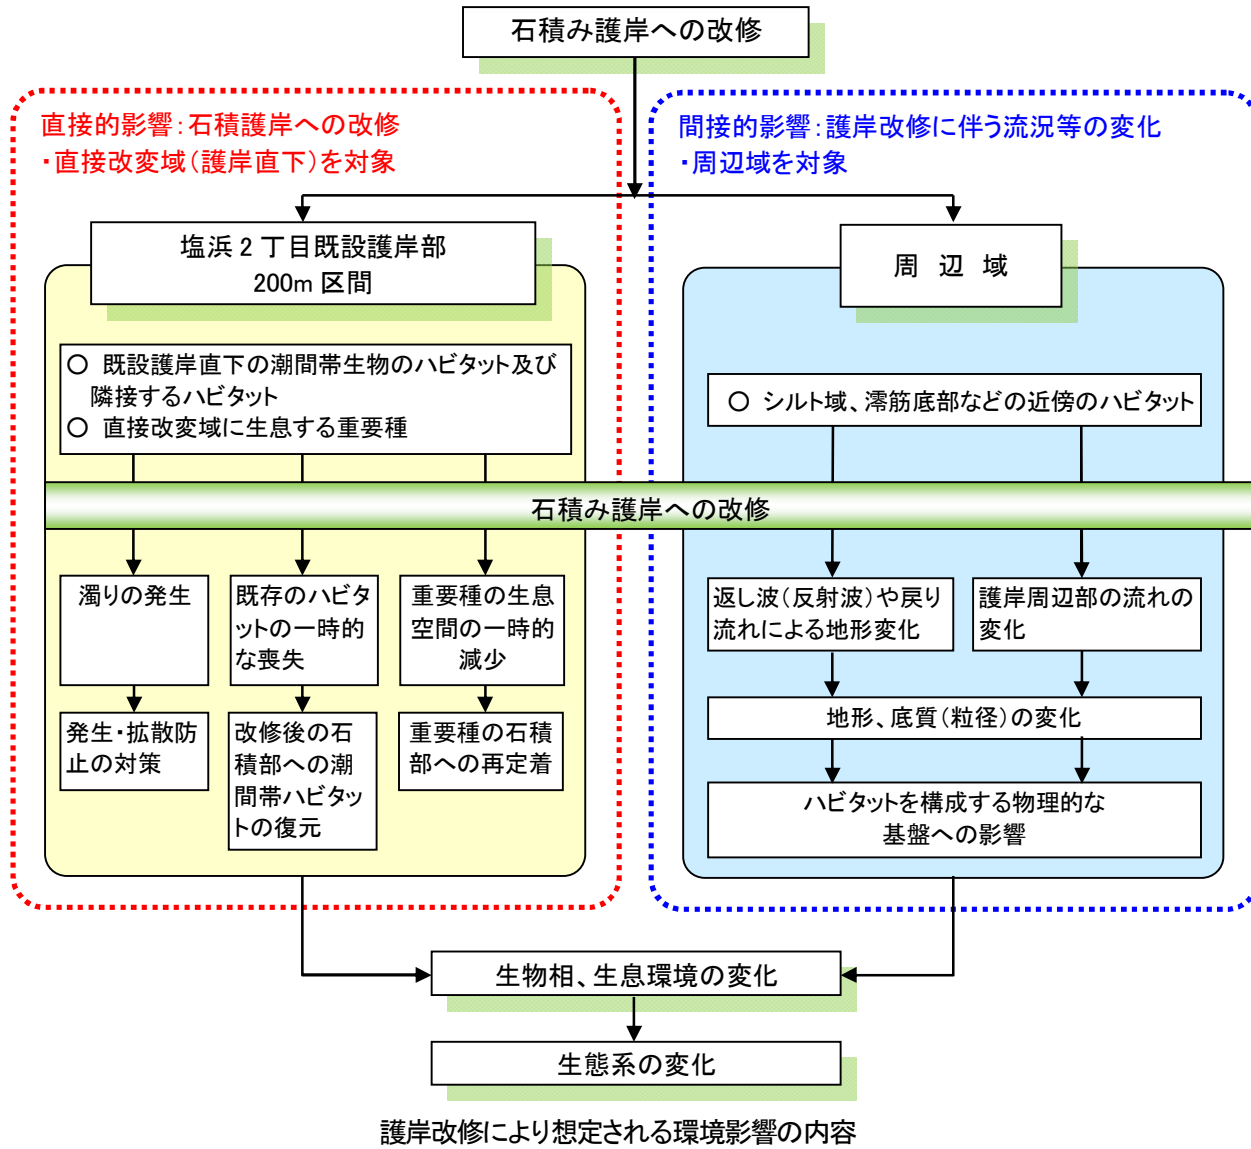 石積み護岸への改修
直接的影響：石積護岸への改修
・直接改変域（護岸直下）を対象
間接的影響：護岸改修に伴う流況等の変化
・周辺域を対象
塩浜２丁目既設護岸部
200m 区間
周 辺 域
○ 既設護岸直下の潮間帯生物のハビタット及び
隣接するハビタット
○ 直接改変域に生息する重要種
○ シルト域、澪筋底部などの近傍のハビタット
石積み護岸への改修
濁りの発生
既存のハビタ
ットの一時的
な喪失
重要種の生息
空間の一時的
減少
返し波（反射波）や戻り
流れによる地形変化
護岸周辺部の流れの
変化
発生・拡散防
止の対策
改修後の石
積部への潮
間帯ハビタッ
トの復元
重要種の石積
部への再定着
地形、底質（粒径）の変化
ハビタットを構成する物理的な
基盤への影響
生物相、生息環境の変化
生態系の変化
護岸改修により想定される環境影響の内容